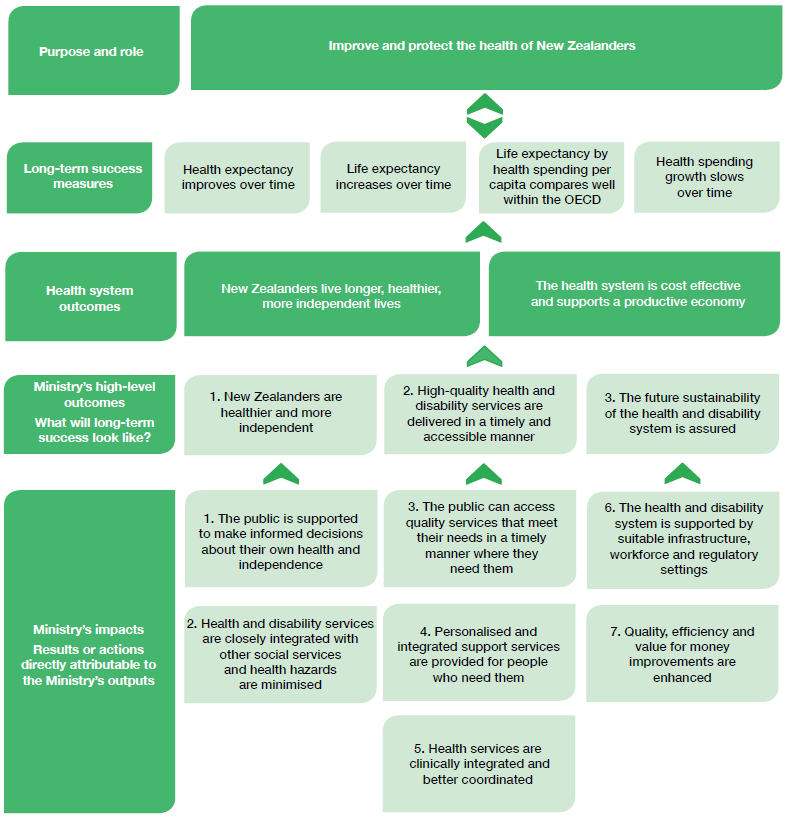 Purpose and role
Improve and protect the health of New Zealanders
Long-term success
measures
Health expectancy
improves over time
Life expectancy
increases over time
Life expectancy by
health spending per
capita compares well
within the OECD
Health spending
growth slows
over time
Health system
outcomes
New Zealanders live longer, healthier,
more independent lives
The health system is cost effective
and supports a productive economy
Ministry's high-level
outcomes
What will long-term
success look like?
1. New Zealanders are
healthier and more
independent
2. High-quality health and
disability services are
delivered in a timely and
accessible manner
3. The future sustainability
of the health and disability
system is assured
Ministry's impacts
Results or actions
directly attributable to
the Ministry's outputs
1. The public is supported
to make informed decisions
about their own health and
independence
2. Health and disability services
are closely integrated with
other social services
and health hazards
are minimised
3. The public can access
quality services that meet
their needs in a timely
manner where they
need them
4. Personalised and
integrated support services
are provided for people
who need them
5. Health services are
clinically integrated and
better coordinated
6. The health and disability
system is supported by
suitable infrastructure,
workforce and regulatory
settings
7. Quality, efficiency and
value for money
improvements are
enhanced